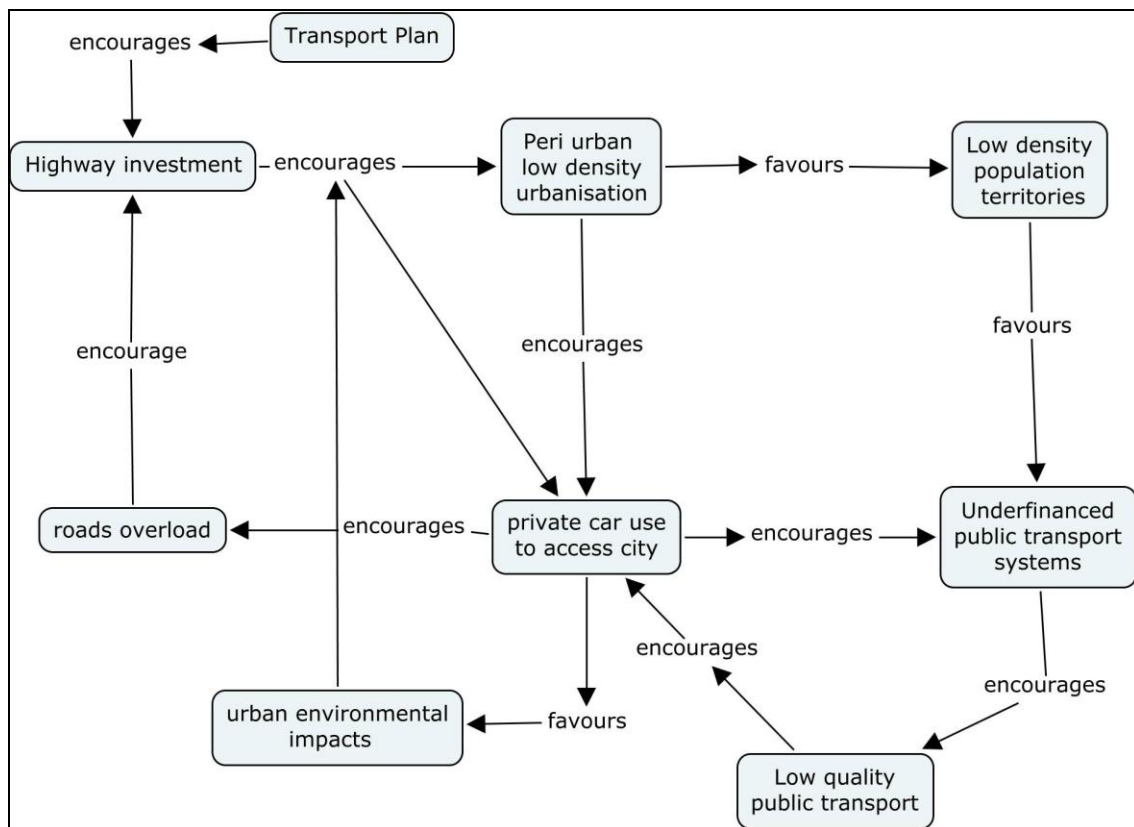 encourages
Transport Plan
Highway investment
encourages
Peri urban
low density
urbanisation
favours
Low density
population
territories
encourage
encourages
favours
roads overload
encourages
private car use
to access city
encourages
Underfinanced
public transport
systems
encourages
encourages
urban environmental
impacts
favours
Low quality
public transport